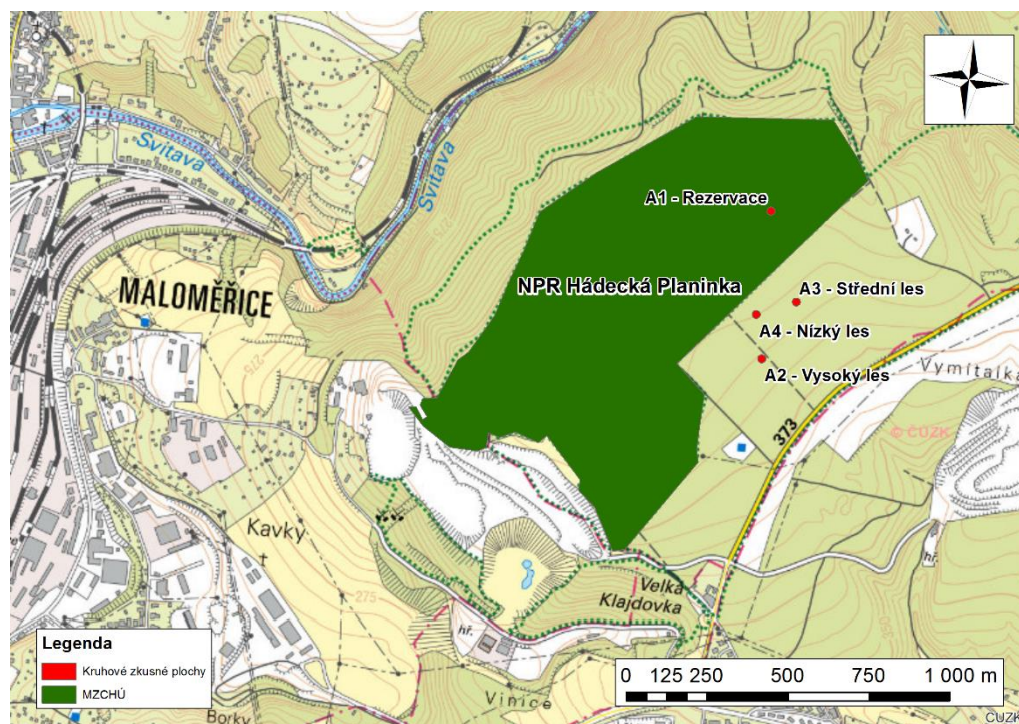 Svitava
Svitava
A1 - Rezervace
MALOMĚŘICE
NPR Hádecká Planinka
A3 - Střední les
A4 - Nízký les
A2 - Vysoký les
Vymítalka
275
373
© ČÚZK
Kavky
hř.
275
Velká
Klajdovka
hř.
Legenda
Kruhové zkusné plochy
MZCHÚ
0 125 250 500 750 1 000 m
Vinice
Borky
ČÚZK